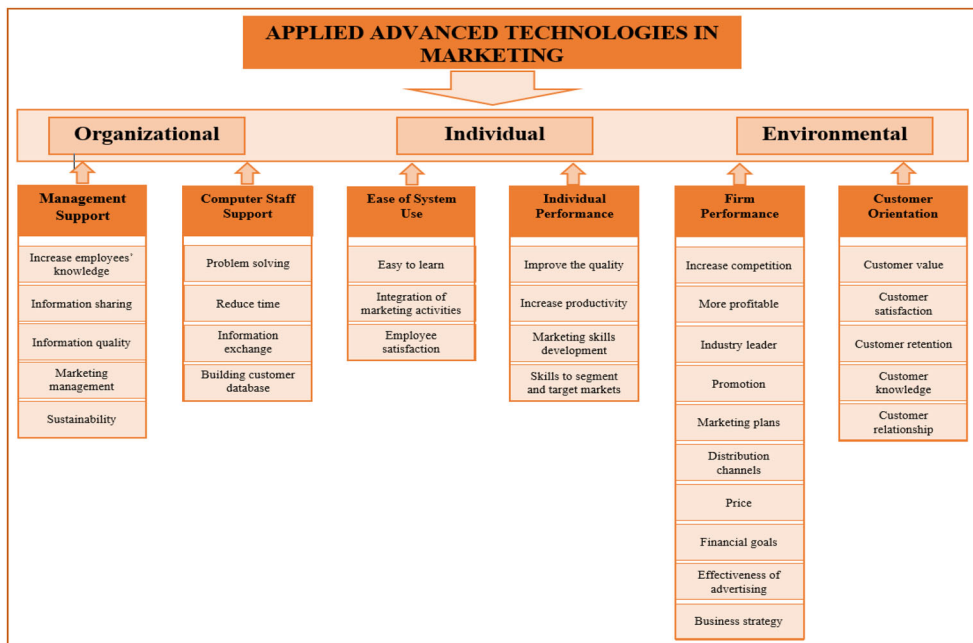 APPLIED ADVANCED TECHNOLOGIES IN
MARKETING
Organizational
Individual
Environmental
Management
Support
Increase employees’
knowledge
Information sharing
Information quality
Marketing
management
Sustainability
Computer Staff
Support
Problem solving
Reduce time
Information
exchange
Building customer
database
Ease of System
Use
Easy to learn
Integration of
marketing activities
Employee
satisfaction
Individual
Performance
Improve the quality
Increase productivity
Marketing skills
development
Skills to segment
and target markets
Firm
Performance
Increase competition
More profitable
Industry leader
Promotion
Marketing plans
Distribution
channels
Price
Financial goals
Effectiveness of
advertising
Business strategy
Customer
Orientation
Customer value
Customer
satisfaction
Customer retention
Customer
knowledge
Customer
relationship